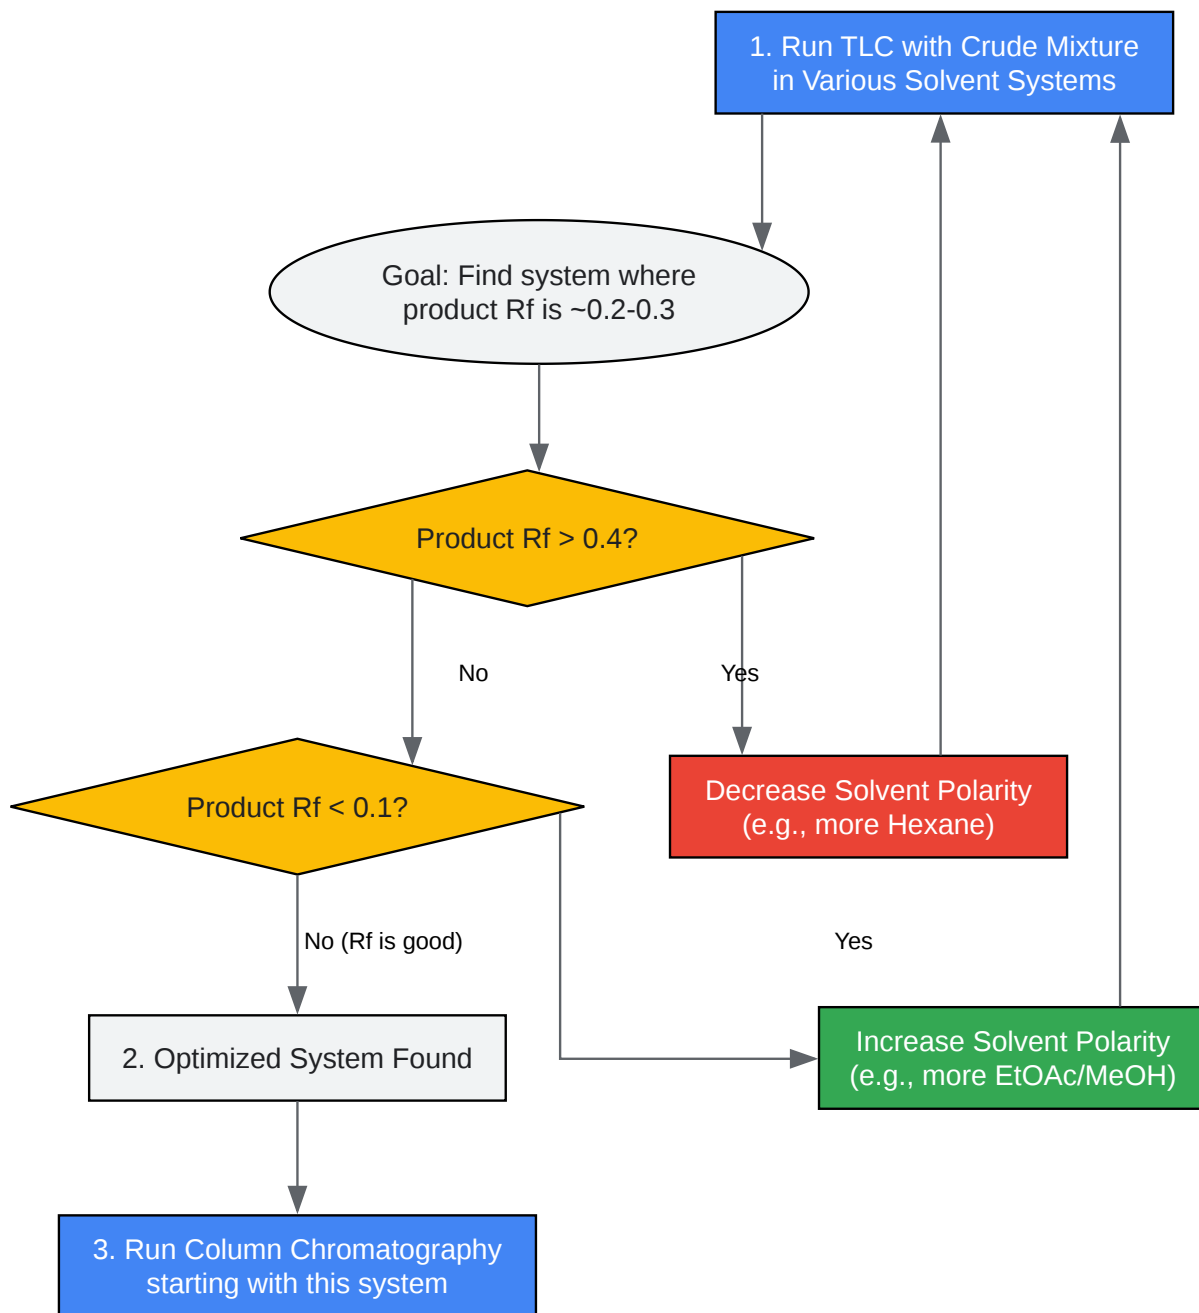 1. Run TLC with Crude Mixture
in Various Solvent Systems
Goal: Find system where
product Rf is ~0.2-0.3
Product Rf > 0.4?
No
Yes
Product Rf < 0.1?
Decrease Solvent Polarity
(e.g., more Hexane)
No (Rf is good)
Yes
2. Optimized System Found
Increase Solvent Polarity
(e.g., more EtOAc/MeOH)
3. Run Column Chromatography
starting with this system